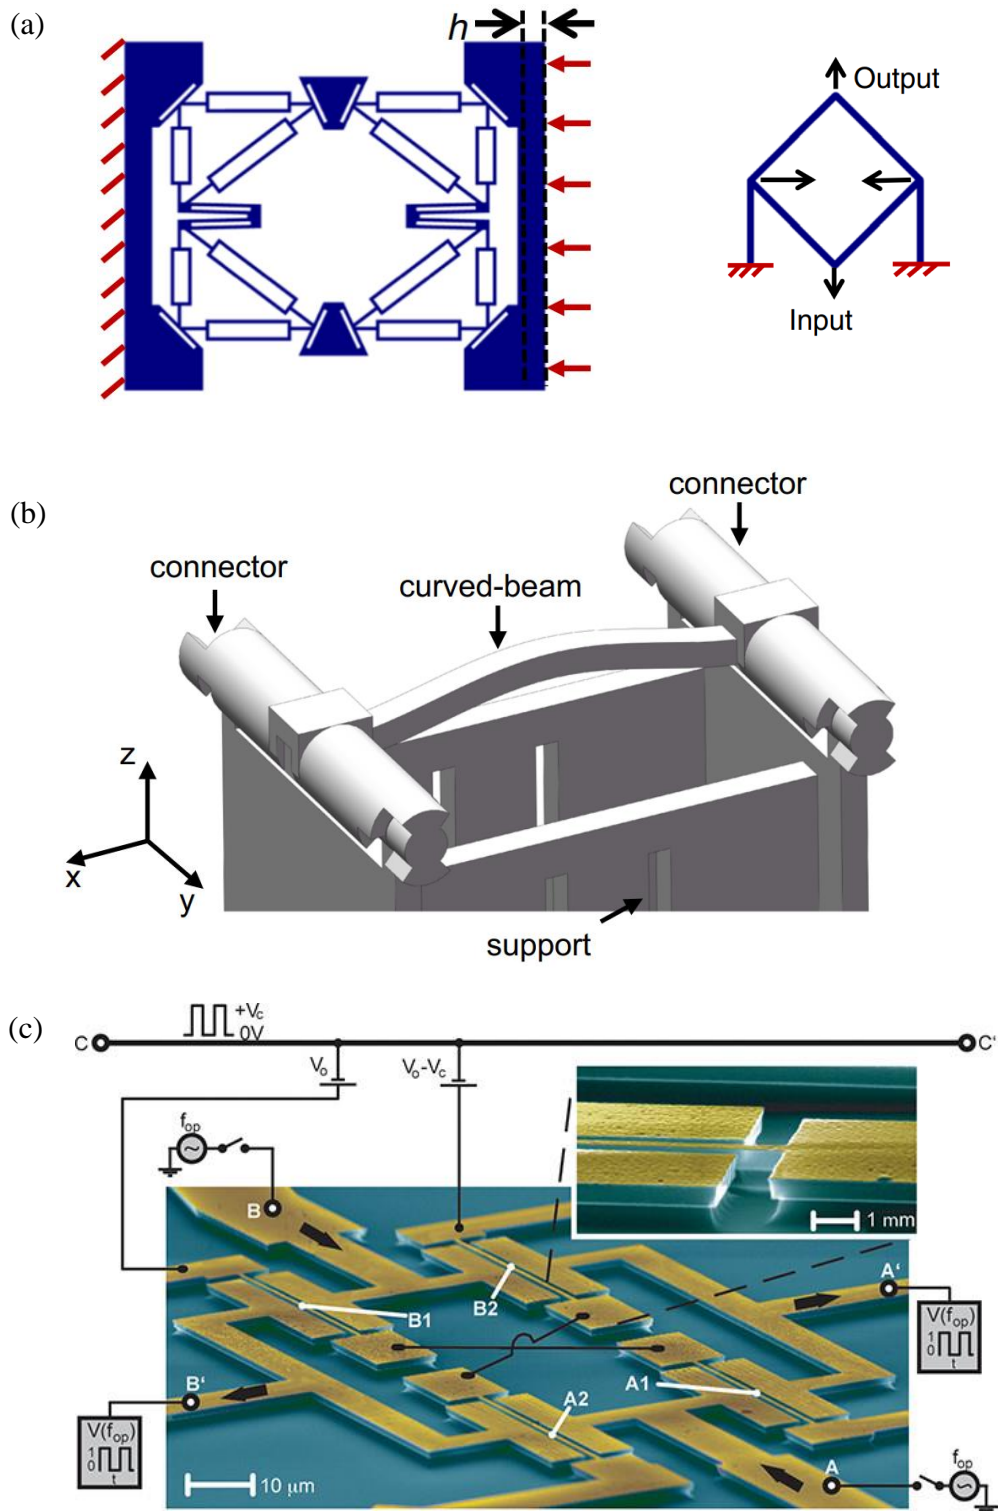 (a)
h
Output
Input
(b)
connector
connector
curved-beam
z
x
y
support
(c)
+Vc
0V
C
C'
Vo
Vo-Vc
fop
B
1 mm
A'
B2
B1
V(fop)
1
0
t
A1
B'
A2
V(fop)
1
0
t
10 μm
A
fop